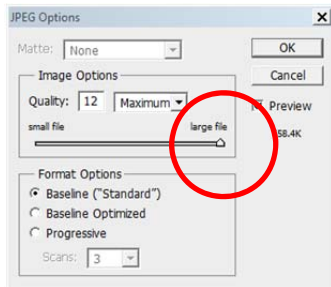 JPEG Options
Matte: None
OK
Image Options
Cancel
Quality: 12 Maximum
Preview
small file large file
58.4K
Format Options
Baseline ("Standard")
Baseline Optimized
Progressive
Scans: 3